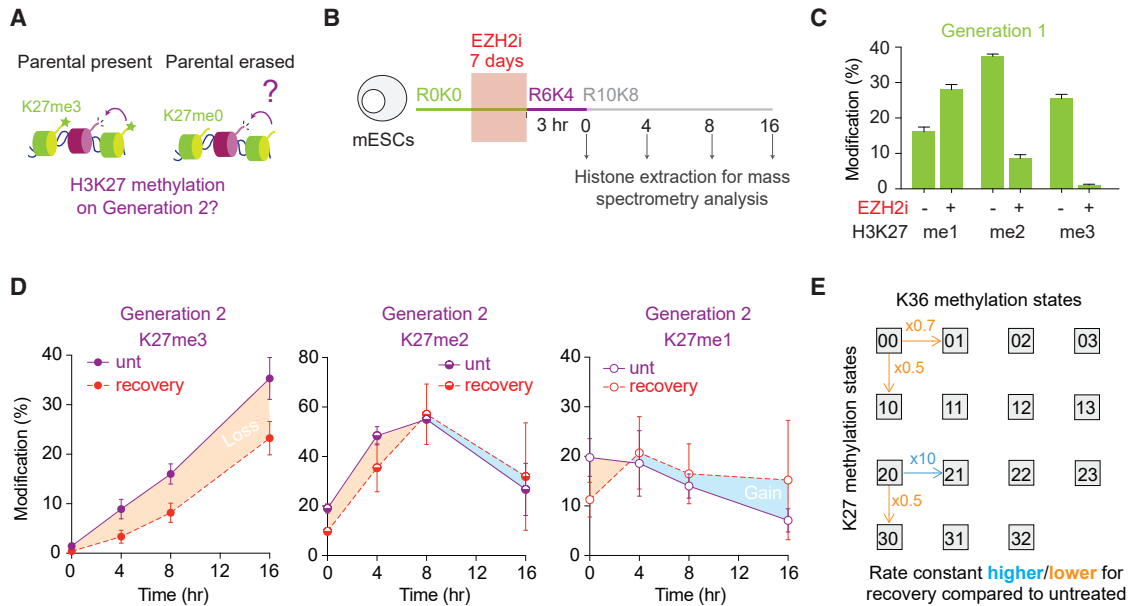 A
Parental present
Parental erased
K27me3
K27me0
?
H3K27 methylation
on Generation 2?
B
EZH2i
7 days
R0K0
R6K4
R10K8
mESCs
3 hr
0
4
8
16
Histone extraction for mass
spectrometry analysis
C
Generation 1
Modification (%)
40
30
20
10
0
EZH2i
- + - + - +
H3K27 me1 me2 me3
D
Generation 2
K27me3
unt
recovery
Loss
Modification (%)
40
30
20
10
0
0 4 8 12 16
Time (hr)
Generation 2
K27me2
unt
recovery
80
60
40
20
0
0 4 8 12 16
Time (hr)
Generation 2
K27me1
unt
recovery
Gain
40
30
20
10
0
0 4 8 12 16
Time (hr)
E
K36 methylation states
K27 methylation states
00 x0.7 01 02 03
x0.5
10 11 12 13
20 x10 21 22 23
x0.5
30 31 32
Rate constant higher/lower for
recovery compared to untreated